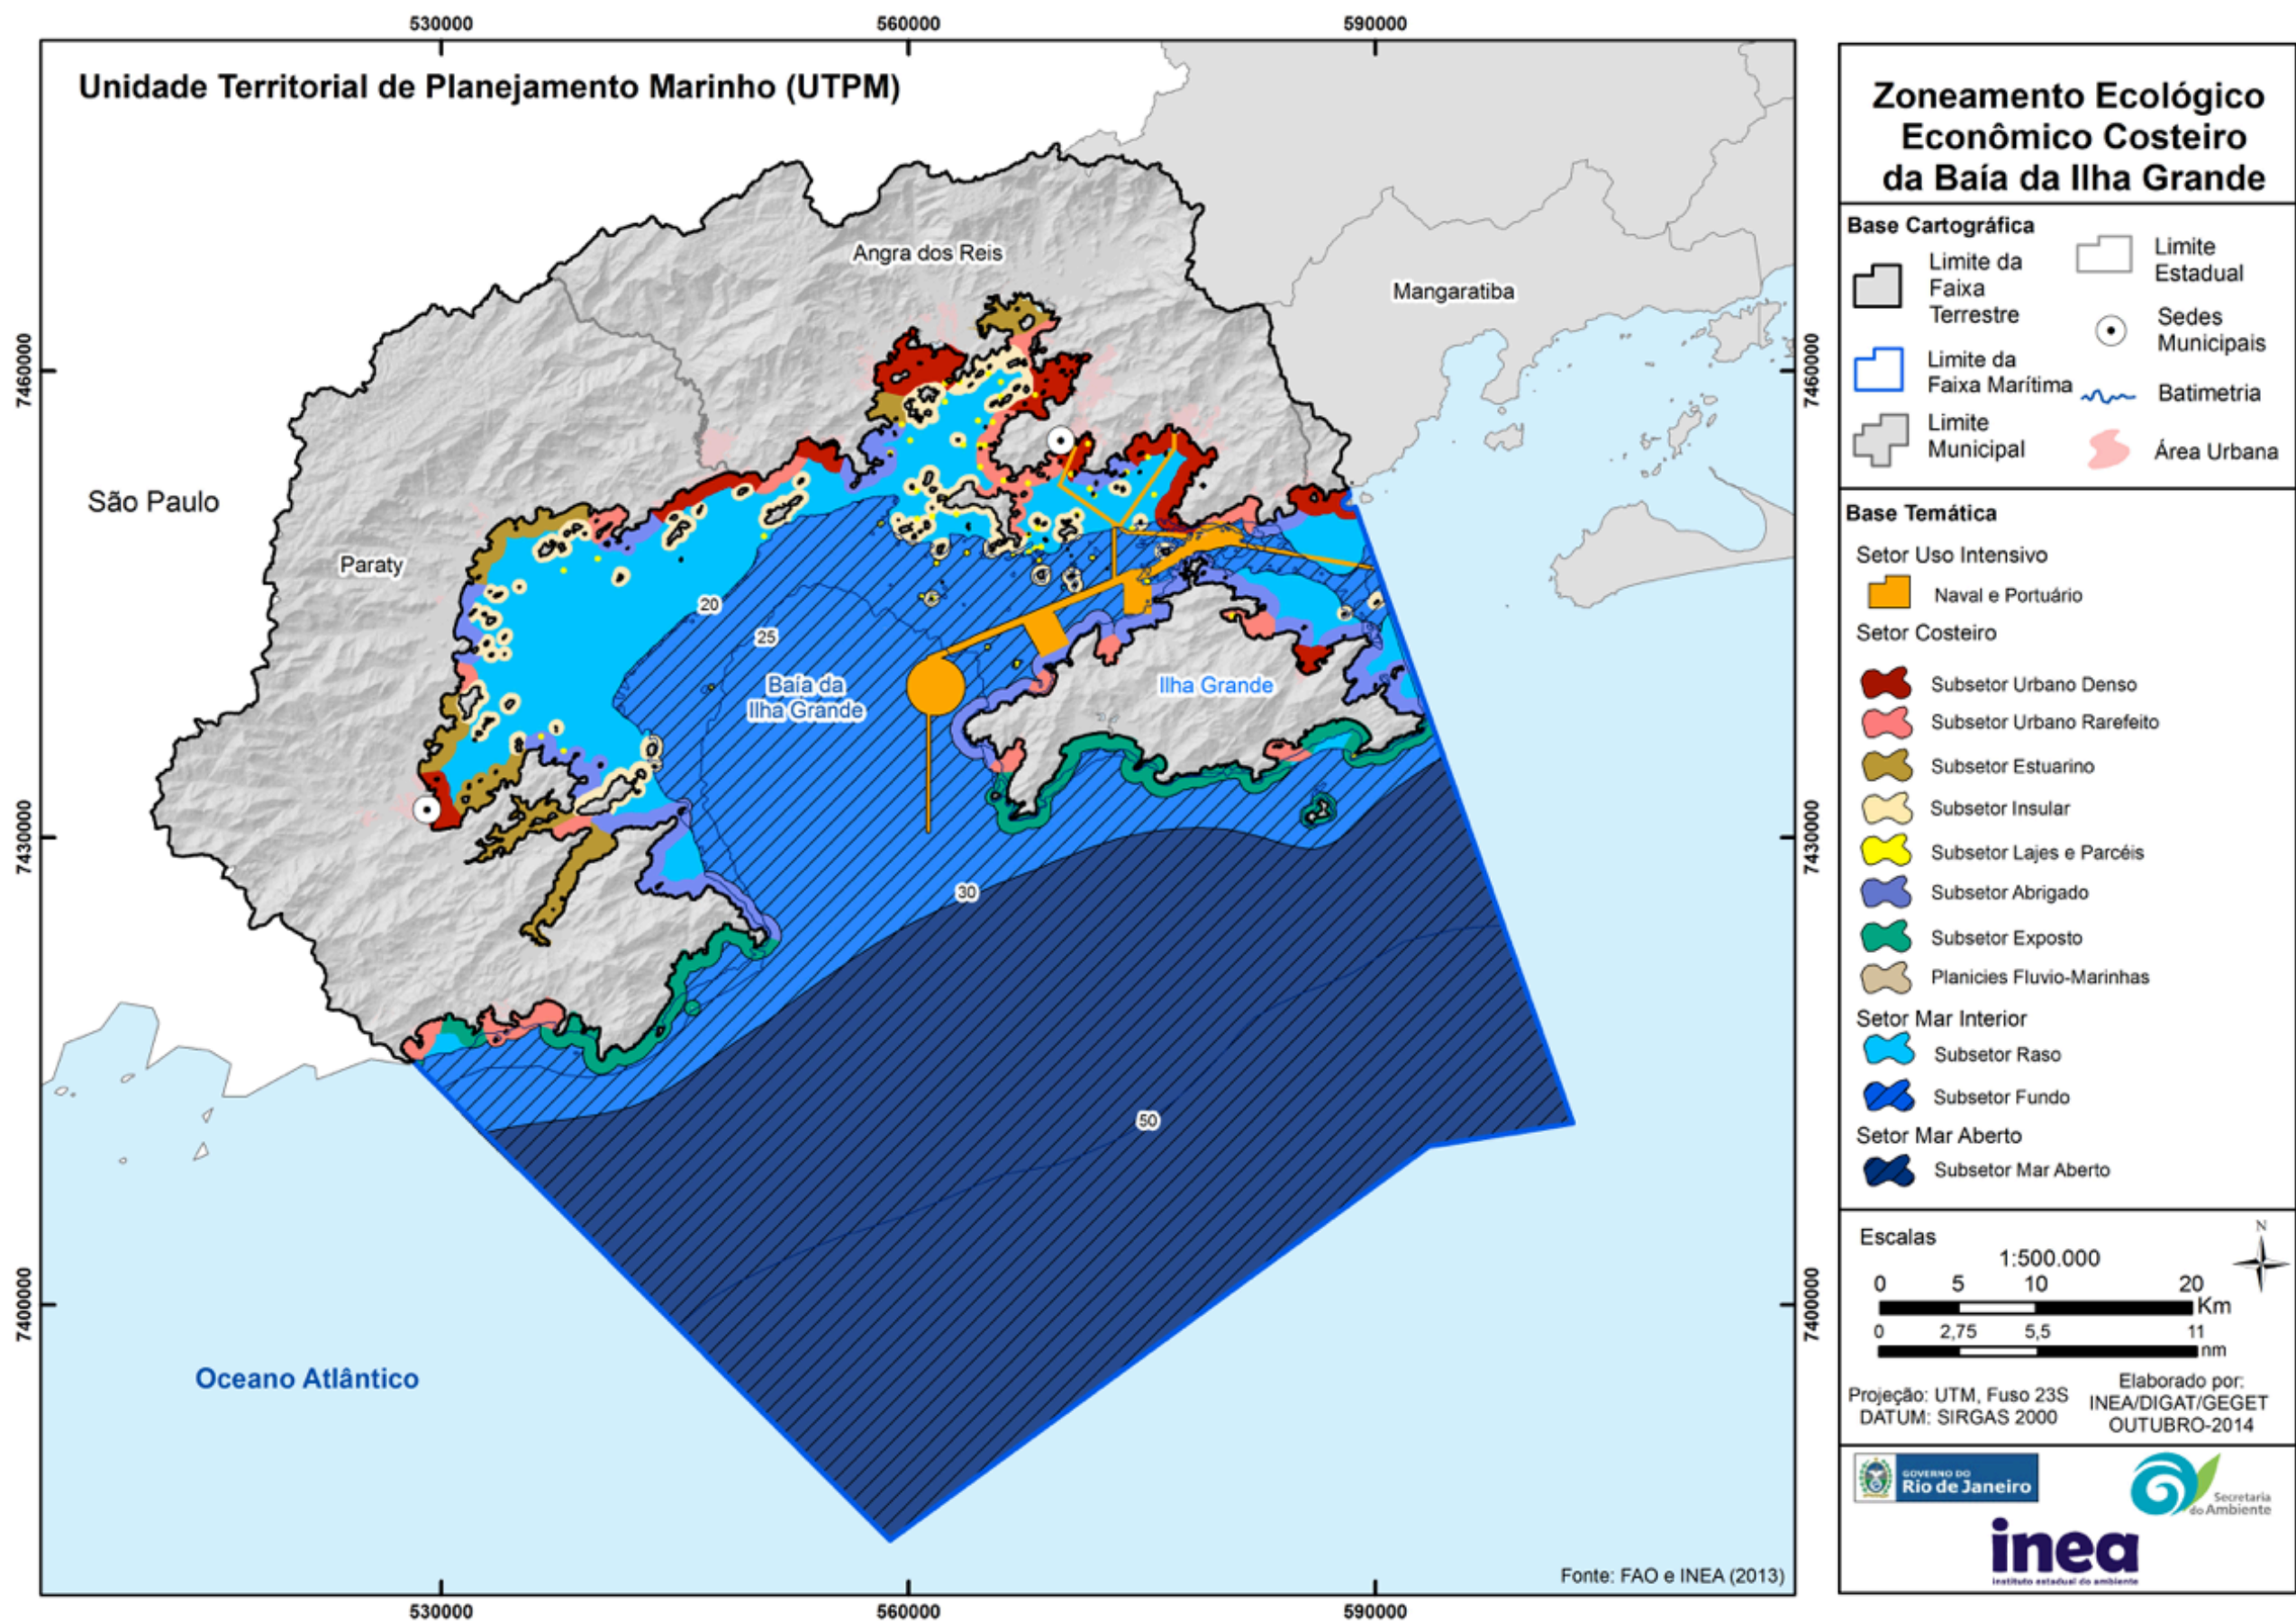 530000
560000
590000
Unidade Territorial de Planejamento Marinho (UTPM)
Angra dos Reis
Mangaratiba
7460000
7460000
São Paulo
Paraty
20
25
Baía da
Ilha Grande
Ilha Grande
7430000
7430000
30
50
7400000
7400000
Oceano Atlântico
Fonte: FAO e INEA (2013)
530000
560000
590000
Zoneamento Ecológico
Econômico Costeiro
da Baía da Ilha Grande
Base Cartográfica
Limite da
Faixa
Terrestre
Limite
Estadual
Sedes
Municipais
Limite da
Faixa Marítima
Batimetria
Limite
Municipal
Área Urbana
Base Temática
Setor Uso Intensivo
Naval e Portuário
Setor Costeiro
Subsetor Urbano Denso
Subsetor Urbano Rarefeito
Subsetor Estuarino
Subsetor Insular
Subsetor Lajes e Parcéis
Subsetor Abrigado
Subsetor Exposto
Planicies Fluvio-Marinhas
Setor Mar Interior
Subsetor Raso
Subsetor Fundo
Setor Mar Aberto
Subsetor Mar Aberto
Escalas
N
1:500.000
0 5 10 20
Km
0 2,75 5,5 11
nm
Projeção: UTM, Fuso 23S
DATUM: SIRGAS 2000
Elaborado por:
INEA/DIGAT/GEGET
OUTUBRO-2014
GOVERNO DO
Rio de Janeiro
Secretaria
do Ambiente
inea
instituto estadual do ambiente